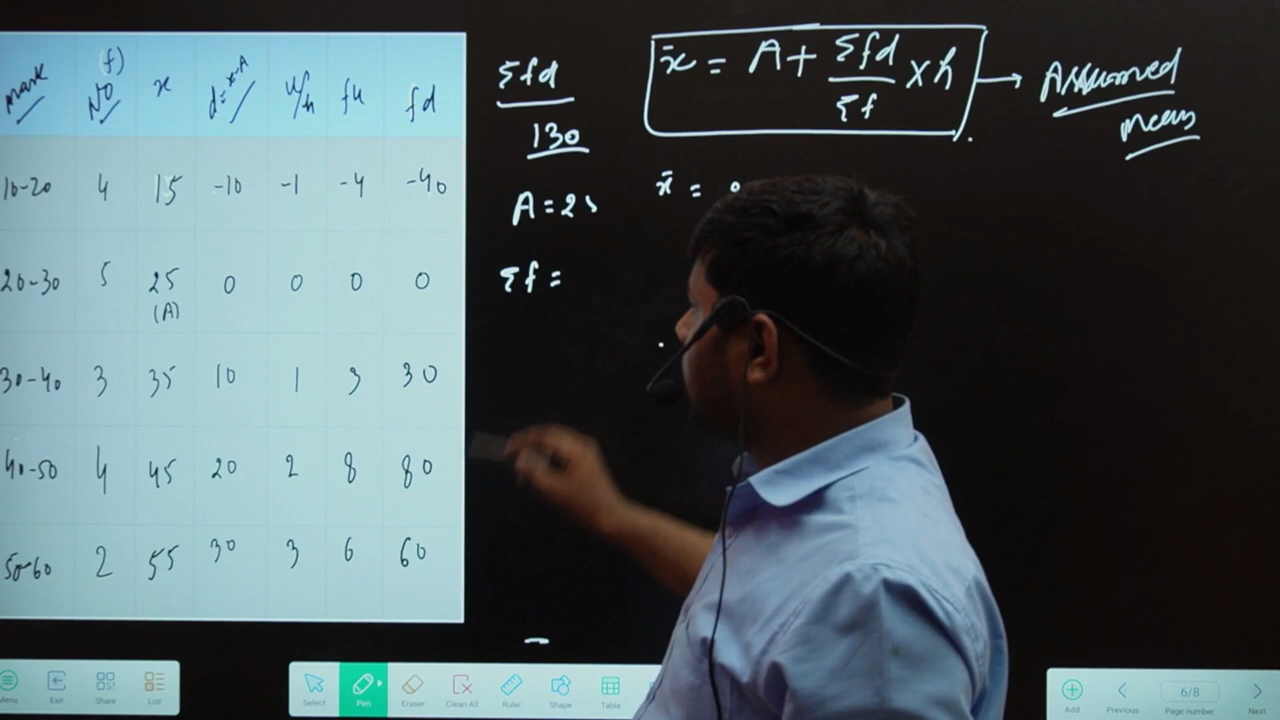 mark (f) No x d=x-A u/h fu fd
10-20 4 15 -10 -1 -4 -40
20-30 5 25 (A) 0 0 0 0
30-40 3 35 10 1 3 30
40-50 4 45 20 2 8 80
50-60 2 55 30 3 6 60
Σfd
130
A=25
Σf=
x̄ = A + Σfd/Σf × h → Assumed mean
x̄ =
Menu Exit Share List
Select Pen Eraser Clean All Ruler Shape Table
Add Previous 6/8 Page number Next